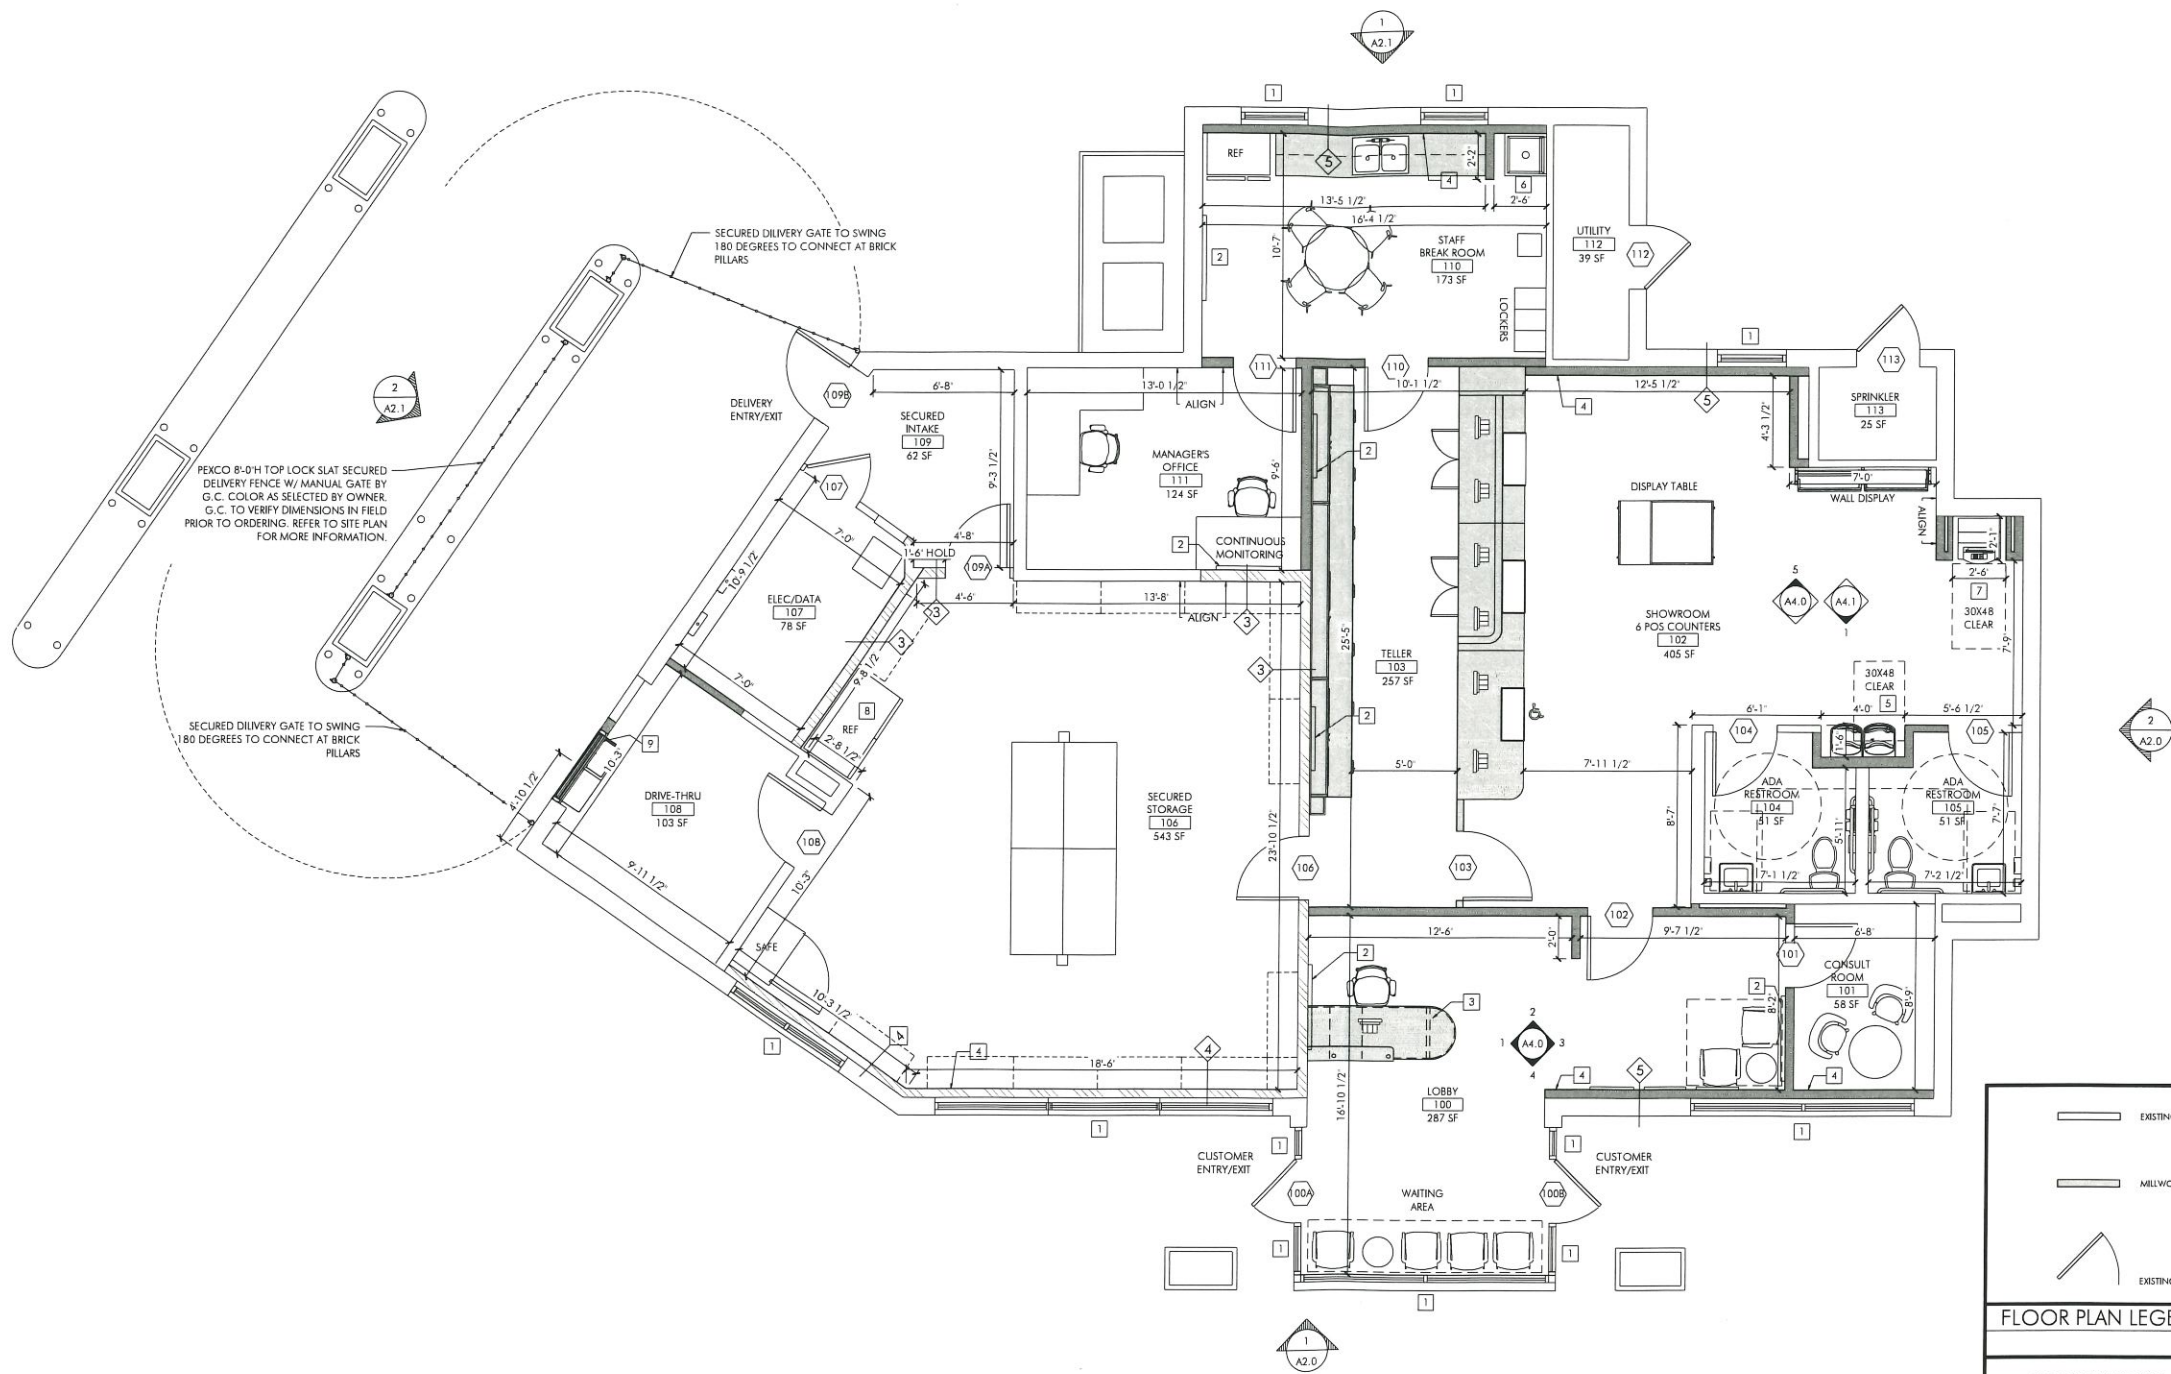 1
A2.1
1
1
REF
5
2'-2"
4
6
13'-5 1/2"
2'-6"
16'-4 1/2"
10'-7"
2
STAFF
BREAK ROOM
110
173 SF
LOCKERS
UTILITY
112
39 SF
112
SECURED DILIVERY GATE TO SWING
180 DEGREES TO CONNECT AT BRICK
PILLARS
2
A2.1
PEXCO 8'-0"H TOP LOCK SLAT SECURED
DELIVERY FENCE W/ MANUAL GATE BY
G.C. COLOR AS SELECTED BY OWNER.
G.C. TO VERIFY DIMENSIONS IN FIELD
PRIOR TO ORDERING. REFER TO SITE PLAN
FOR MORE INFORMATION.
SECURED DILIVERY GATE TO SWING
180 DEGREES TO CONNECT AT BRICK
PILLARS
DELIVERY
ENTRY/EXIT
109B
6'-8"
SECURED
INTAKE
109
62 SF
9'-3 1/2"
107
7'-0"
10'-9 1/2"
4'-8"
1'-6" HOLD
109A
4'-6"
13'-8"
ELEC/DATA
107
78 SF
3
3
7'-0"
9'-8 1/2"
8
REF
2'-8 1/2"
13'-0 1/2"
ALIGN
111
110
10'-1 1/2"
12'-5 1/2"
MANAGER'S
OFFICE
111
124 SF
9'-6"
2
2
CONTINUOUS
MONITORING
ALIGN
3
3
25'-5"
TELLER
103
257 SF
2
5'-0"
7'-11 1/2"
1
5
4
4'-3 1/2"
113
SPRINKLER
113
25 SF
7'-0"
WALL DISPLAY
ALIGN
DISPLAY TABLE
2'-1"
2'-6"
7
30X48
CLEAR
7'-9"
5
A4.0
A4.1
1
SHOWROOM
6 POS COUNTERS
102
405 SF
30X48
CLEAR
5
6'-1"
4'-0"
5'-6 1/2"
104
1'-6"
105
2
A2.0
ADA
RESTROOM
104
51 SF
ADA
RESTROOM
105
51 SF
8'-7"
5'-11"
7'-7"
7'-1 1/2"
7'-2 1/2"
9
10'-3"
4'-10 1/2"
DRIVE-THRU
108
103 SF
108
9'-11 1/2"
10'-3"
SAFE
10'-3 1/2"
SECURED
STORAGE
106
543 SF
23'-10 1/2"
106
103
102
12'-6"
2'-0"
9'-7 1/2"
6'-8"
101
2
2
CONSULT
ROOM
101
58 SF
8'-2"
8'-9"
3
2
1
A4.0
3
4
4
4
18'-6"
4
1
1
4
5
4
1
LOBBY
100
287 SF
16'-10 1/2"
1
1
CUSTOMER
ENTRY/EXIT
CUSTOMER
ENTRY/EXIT
100A
100B
WAITING
AREA
1
1
1
1
A2.0
EXISTIN
MILLWO
EXISTIN
FLOOR PLAN LEGE